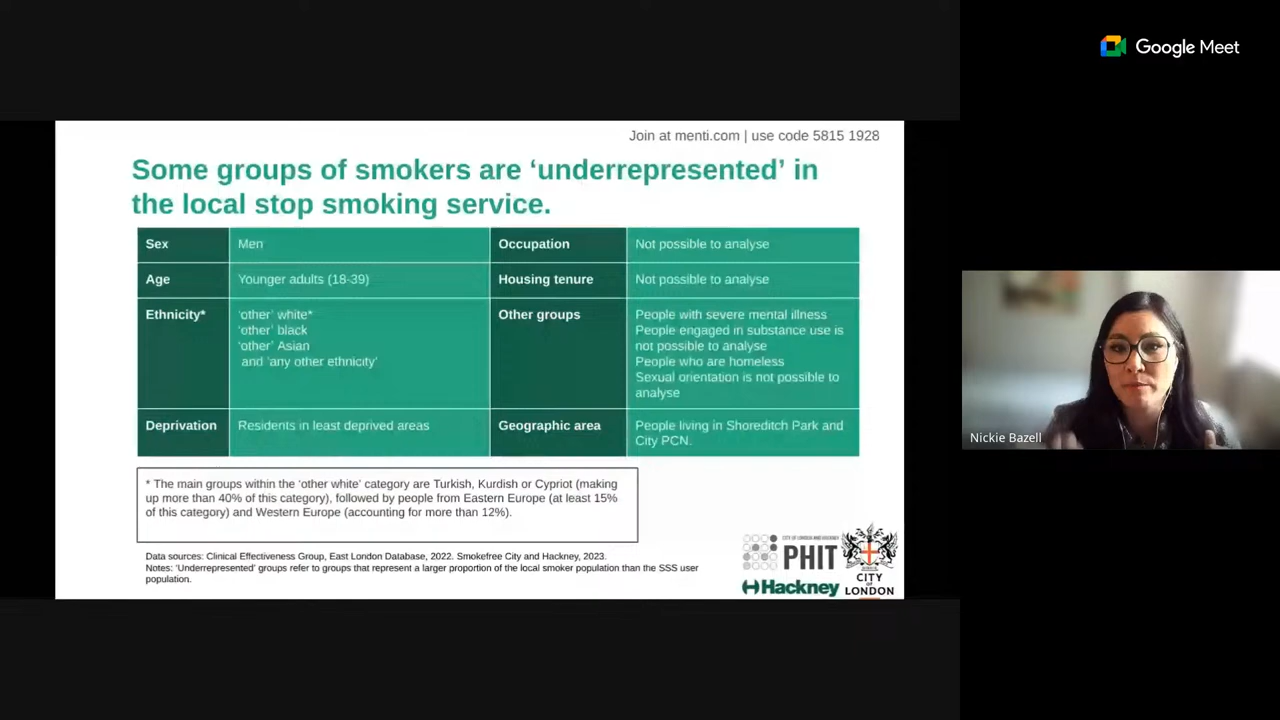 Google Meet
Join at menti.com | use code 5815 1928
Some groups of smokers are ‘underrepresented’ in
the local stop smoking service.
Sex
Men
Occupation
Not possible to analyse
Age
Younger adults (18-39)
Housing tenure
Not possible to analyse
Ethnicity*
‘other’ white*
‘other’ black
‘other’ Asian
and ‘any other ethnicity’
Other groups
People with severe mental illness
People engaged in substance use is
not possible to analyse
People who are homeless
Sexual orientation is not possible to
analyse
Deprivation
Residents in least deprived areas
Geographic area
People living in Shoreditch Park and
City PCN.
* The main groups within the ‘other white’ category are Turkish, Kurdish or Cypriot (making
up more than 40% of this category), followed by people from Eastern Europe (at least 15%
of this category) and Western Europe (accounting for more than 12%).
Data sources: Clinical Effectiveness Group, East London Database, 2022. Smokefree City and Hackney, 2023.
Notes: ‘Underrepresented’ groups refer to groups that represent a larger proportion of the local smoker population than the SSS user
population.
CITY OF LONDON AND HACKNEY
PHIT
Hackney
CITY
OF
LONDON
Nickie Bazell